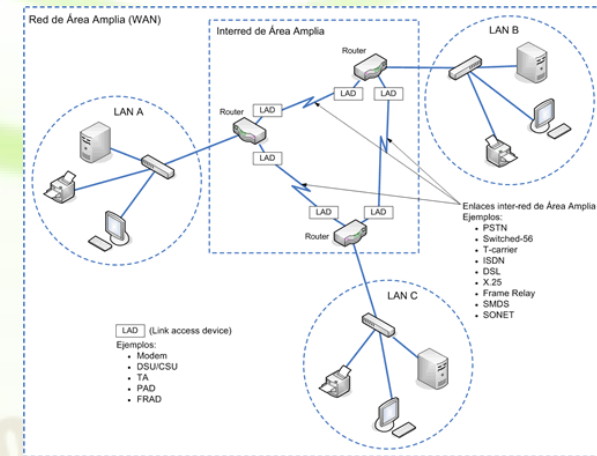 Red de Área Amplia (WAN)
Interred de Área Amplia
LAN B
Router
LAD
LAD
LAN A
Router
LAD
LAD
LAD
LAD
Router
Enlaces inter-red de Área Amplia
Ejemplos:
• PSTN
• Switched-56
• T-carrier
• ISDN
• DSL
• X.25
• Frame Relay
• SMDS
• SONET
LAN C
LAD (Link access device)
Ejemplos:
• Modem
• DSU/CSU
• TA
• PAD
• FRAD